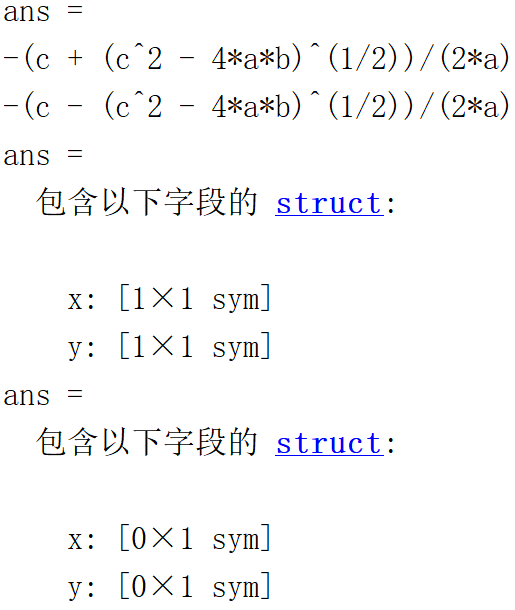 ans =
-(c + (c^2 - 4*a*b)^(1/2))/(2*a)
-(c - (c^2 - 4*a*b)^(1/2))/(2*a)
ans =
包含以下字段的 struct:
x: [1×1 sym]
y: [1×1 sym]
ans =
包含以下字段的 struct:
x: [0×1 sym]
y: [0×1 sym]